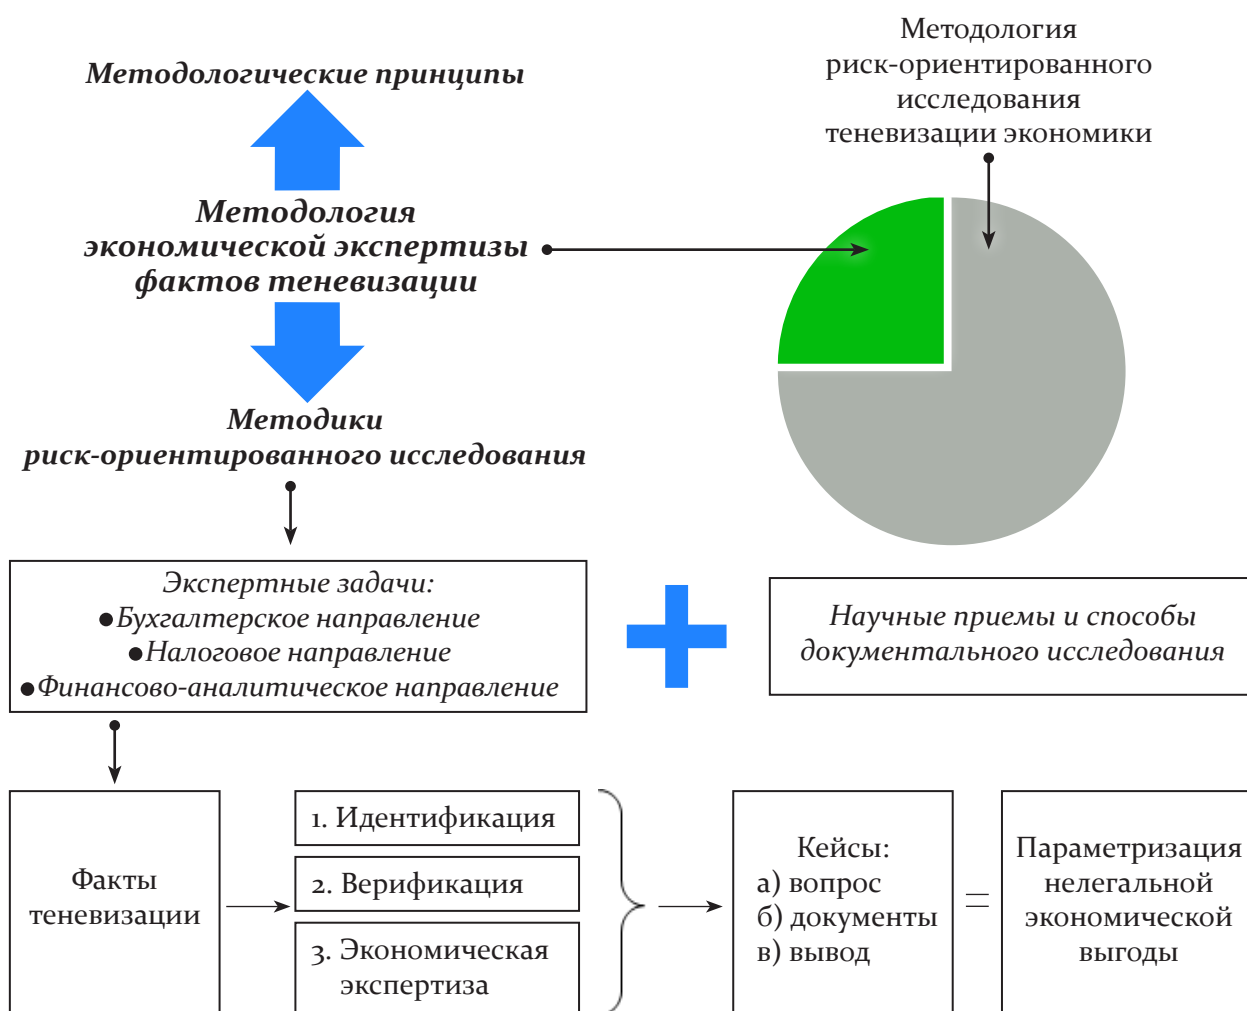 Методология
риск-ориентированного
исследования
теневизации экономики
Методологические принципы
Методология
экономической экспертизы
фактов теневизации
Методики
риск-ориентированного исследования
Экспертные задачи:
●Бухгалтерское направление
●Налоговое направление
●Финансово-аналитическое направление
Научные приемы и способы
документального исследования
Факты
теневизации
1. Идентификация
2. Верификация
3. Экономическая
экспертиза
Кейсы:
а) вопрос
б) документы
в) вывод
=
Параметризация
нелегальной
экономической
выгоды